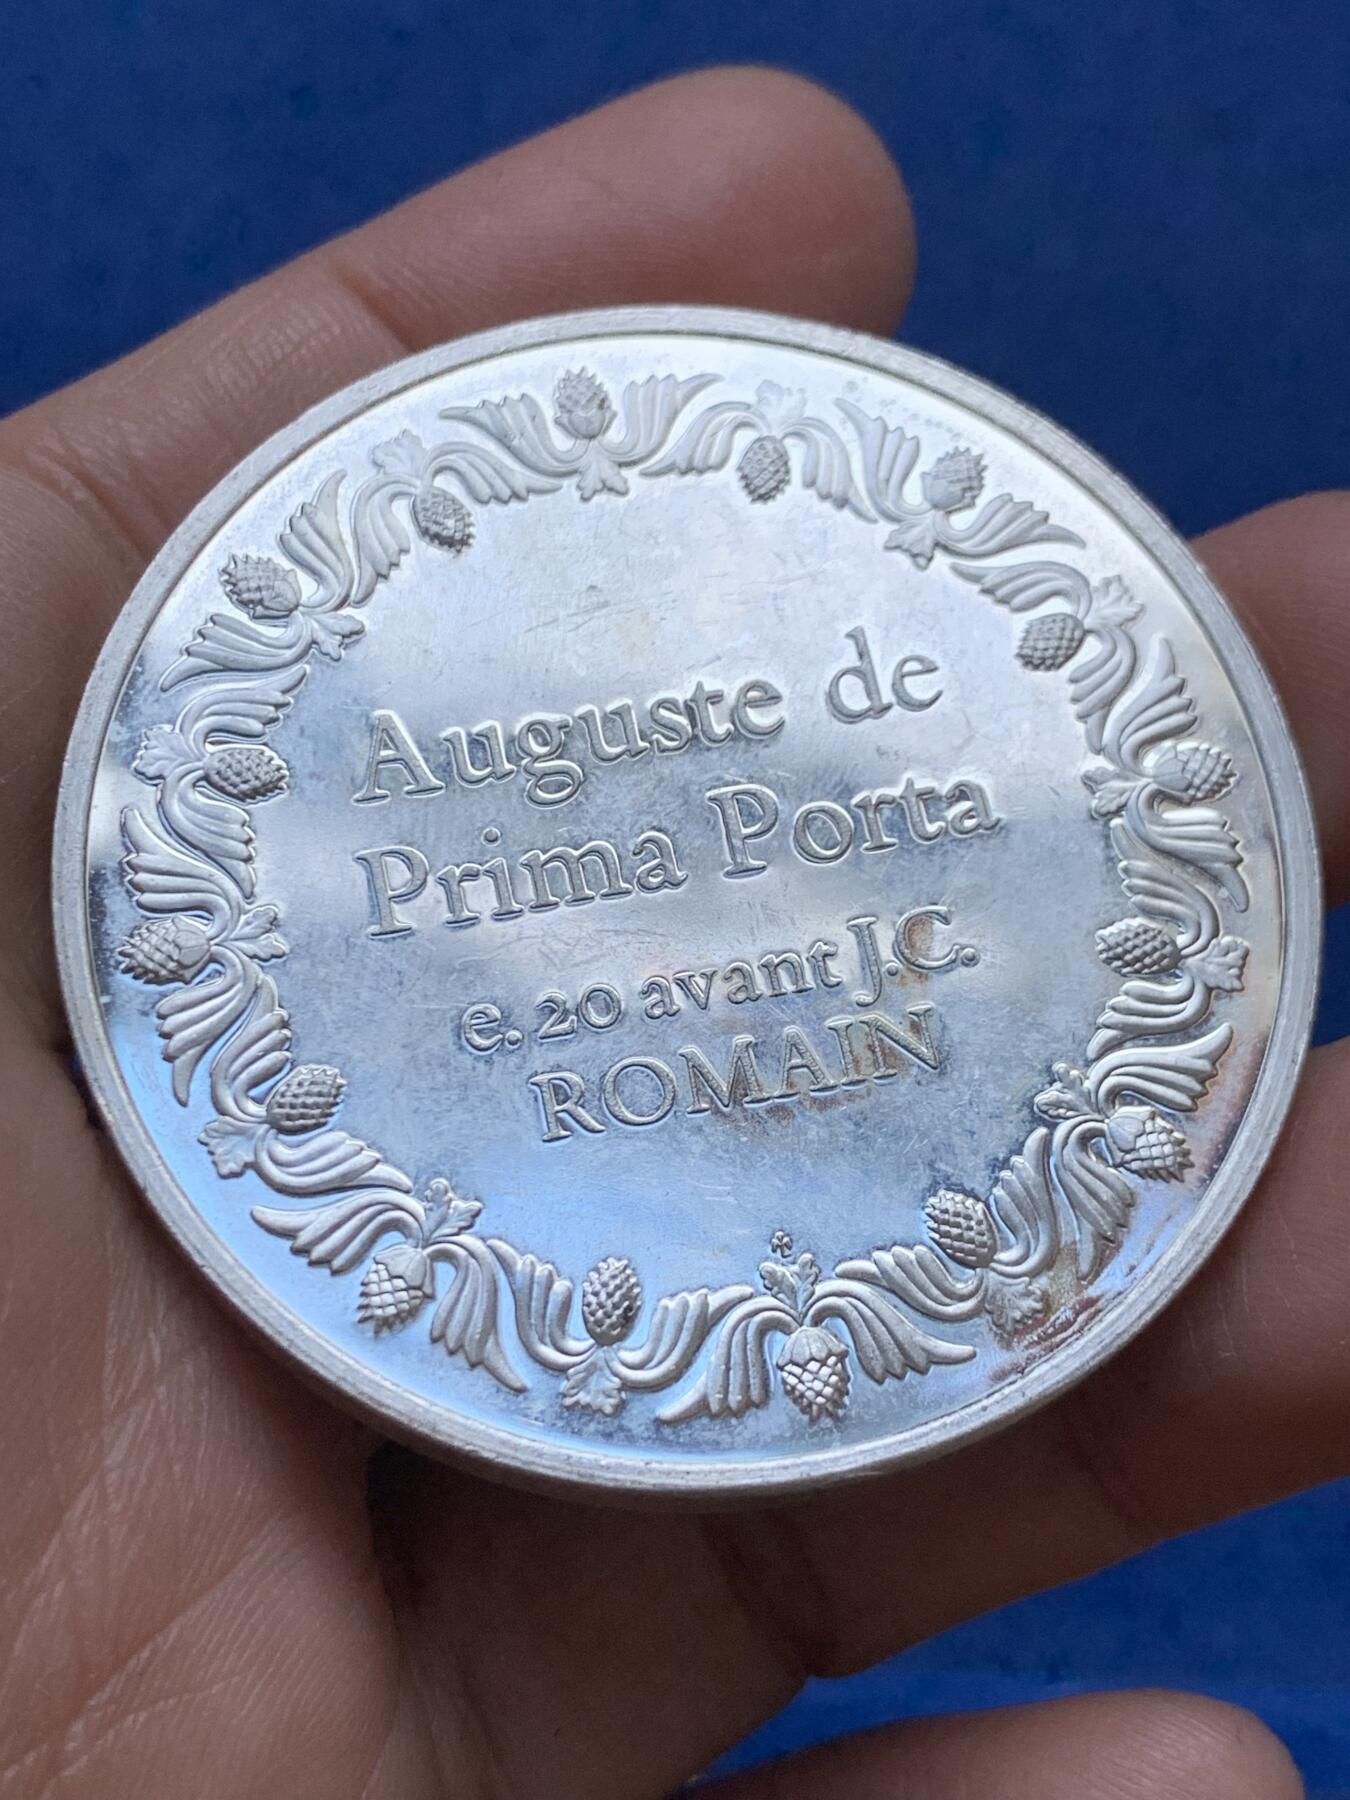 Auguste de
Prima Porta
e. 20 avant J.C.
ROMAIN